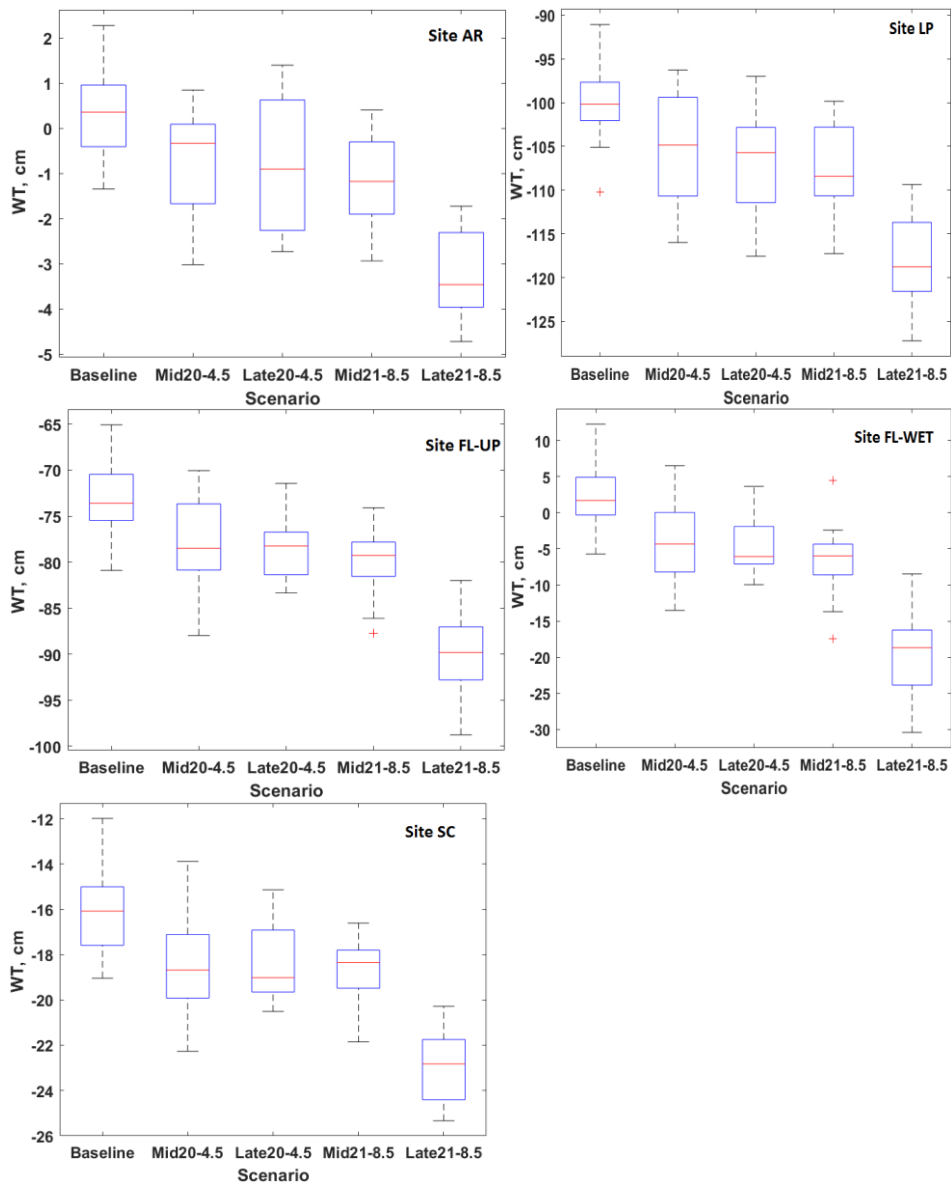 Site AR
WT, cm
2
1
0
-1
-2
-3
-4
-5
Baseline Mid20-4.5 Late20-4.5 Mid21-8.5 Late21-8.5
Scenario
Site LP
WT, cm
-90
-95
-100
-105
-110
-115
-120
-125
Baseline Mid20-4.5 Late20-4.5 Mid21-8.5 Late21-8.5
Scenario
Site FL-UP
WT, cm
-65
-70
-75
-80
-85
-90
-95
-100
Baseline Mid20-4.5 Late20-4.5 Mid21-8.5 Late21-8.5
Scenario
Site FL-WET
WT, cm
10
5
0
-5
-10
-15
-20
-25
-30
Baseline Mid20-4.5 Late20-4.5 Mid21-8.5 Late21-8.5
Scenario
Site SC
WT, cm
-12
-14
-16
-18
-20
-22
-24
-26
Baseline Mid20-4.5 Late20-4.5 Mid21-8.5 Late21-8.5
Scenario